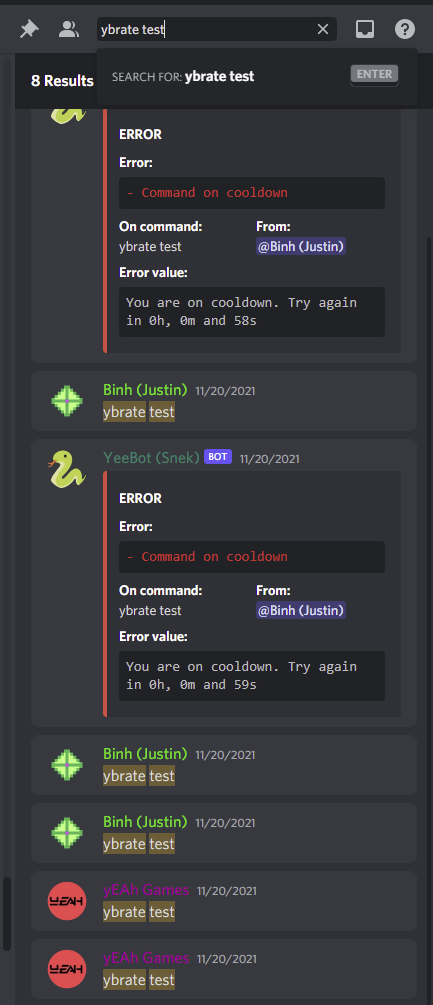 ybrate test
8 Results
SEARCH FOR: ybrate test
ENTER
ERROR
Error:
- Command on cooldown
On command: From:
ybrate test @Binh (Justin)
Error value:
You are on cooldown. Try again
in 0h, 0m and 58s
Binh (Justin) 11/20/2021
ybrate test
YeeBot (Snek) BOT 11/20/2021
ERROR
Error:
- Command on cooldown
On command: From:
ybrate test @Binh (Justin)
Error value:
You are on cooldown. Try again
in 0h, 0m and 59s
Binh (Justin) 11/20/2021
ybrate test
Binh (Justin) 11/20/2021
ybrate test
YEAH
yEAh Games 11/20/2021
ybrate test
YEAH
yEAh Games 11/20/2021
ybrate test